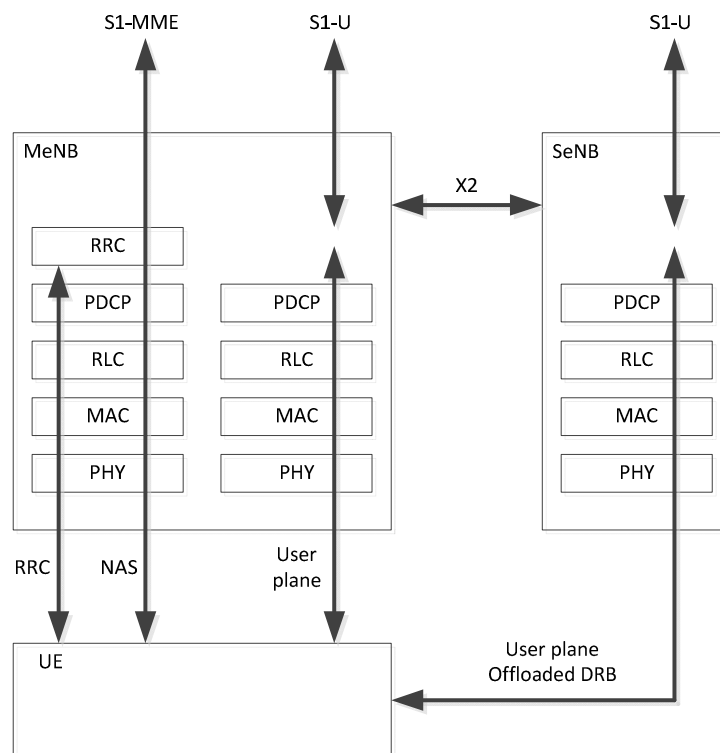 S1-MME
S1-U
S1-U
MeNB
SeNB
X2
RRC
PDCP
PDCP
PDCP
RLC
RLC
RLC
MAC
MAC
MAC
PHY
PHY
PHY
RRC
NAS
User
plane
UE
User plane
Offloaded DRB